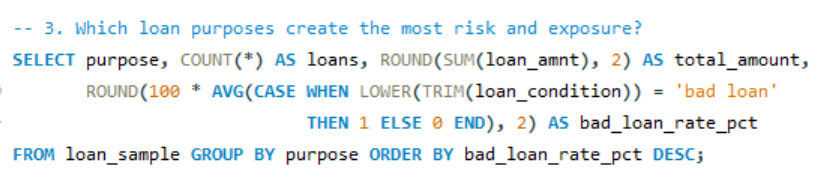 -- 3. Which loan purposes create the most risk and exposure?
SELECT purpose, COUNT(*) AS loans, ROUND(SUM(loan_amnt), 2) AS total_amount,
ROUND(100 * AVG(CASE WHEN LOWER(TRIM(loan_condition)) = 'bad loan'
THEN 1 ELSE 0 END), 2) AS bad_loan_rate_pct
FROM loan_sample GROUP BY purpose ORDER BY bad_loan_rate_pct DESC;